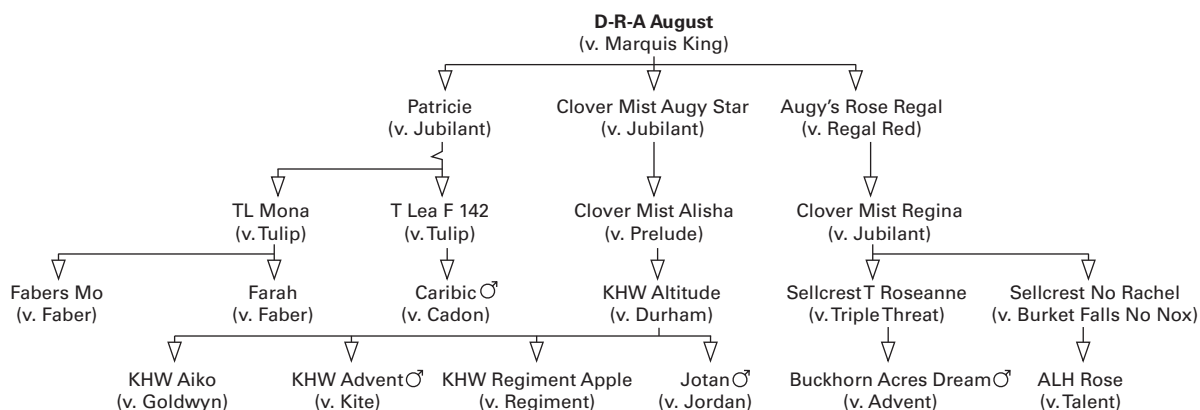 D-R-A August
(v. Marquis King)
Patricie
(v. Jubilant)
Clover Mist Augy Star
(v. Jubilant)
Augy's Rose Regal
(v. Regal Red)
TL Mona
(v. Tulip)
T Lea F 142
(v. Tulip)
Clover Mist Alisha
(v. Prelude)
Clover Mist Regina
(v. Jubilant)
Fabers Mo
(v. Faber)
Farah
(v. Faber)
Caribic ♂
(v. Cadon)
KHW Altitude
(v. Durham)
Sellcrest T Roseanne
(v. Triple Threat)
Sellcrest No Rachel
(v. Burket Falls No Nox)
KHW Aiko
(v. Goldwyn)
KHW Advent ♂
(v. Kite)
KHW Regiment Apple
(v. Regiment)
Jotan ♂
(v. Jordan)
Buckhorn Acres Dream ♂
(v. Advent)
ALH Rose
(v. Talent)